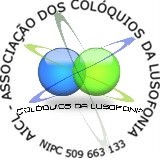 AICL - ASSOCIAÇÃO DOS COLÓQUIOS DA LUSOFONIA
COLÓQUIOS DA LUSOFONIA
NIPC 509 663 133